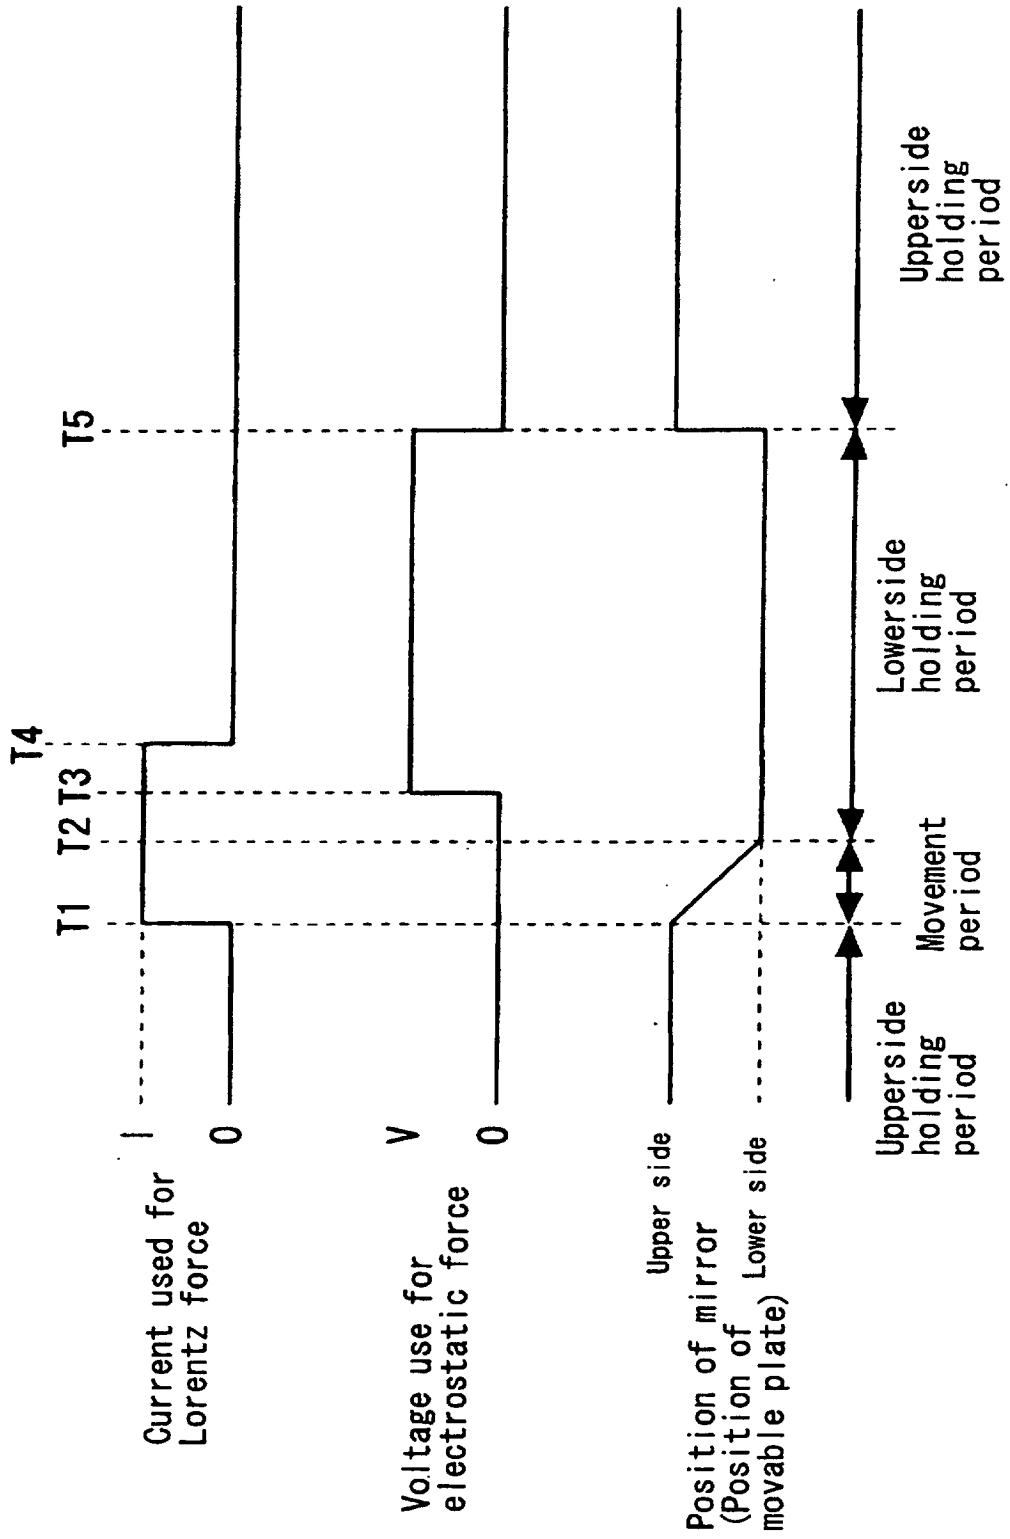 T4
T1
T2
T3
T5
Current used for
Lorentz force
I
0
Voltage use for
electrostatic force
V
0
Upper side
Position of mirror
(Position of
movable plate)
Lower side
Upperside
holding
period
Movement
period
Lowerside
holding
period
Upperside
holding
period